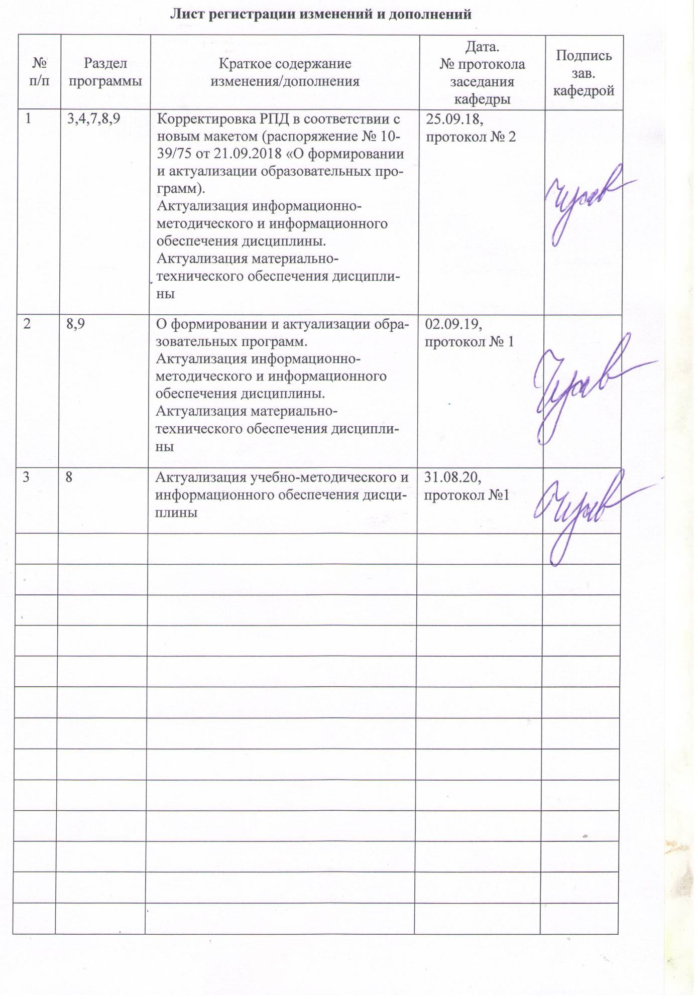 Лист регистрации изменений и дополнений
№
п/п
Раздел
программы
Краткое содержание
изменения/дополнения
Дата.
№ протокола
заседания
кафедры
Подпись
зав.
кафедрой
1
3,4,7,8,9
Корректировка РПД в соответствии с
новым макетом (распоряжение № 10-
39/75 от 21.09.2018 «О формировании
и актуализации образовательных про-
грамм).
Актуализация информационно-
методического и информационного
обеспечения дисциплины.
Актуализация материально-
технического обеспечения дисципли-
ны
25.09.18,
протокол № 2
2
8,9
О формировании и актуализации обра-
зовательных программ.
Актуализация информационно-
методического и информационного
обеспечения дисциплины.
Актуализация материально-
технического обеспечения дисципли-
ны
02.09.19,
протокол № 1
3
8
Актуализация учебно-методического и
информационного обеспечения дисци-
плины
31.08.20,
протокол №1